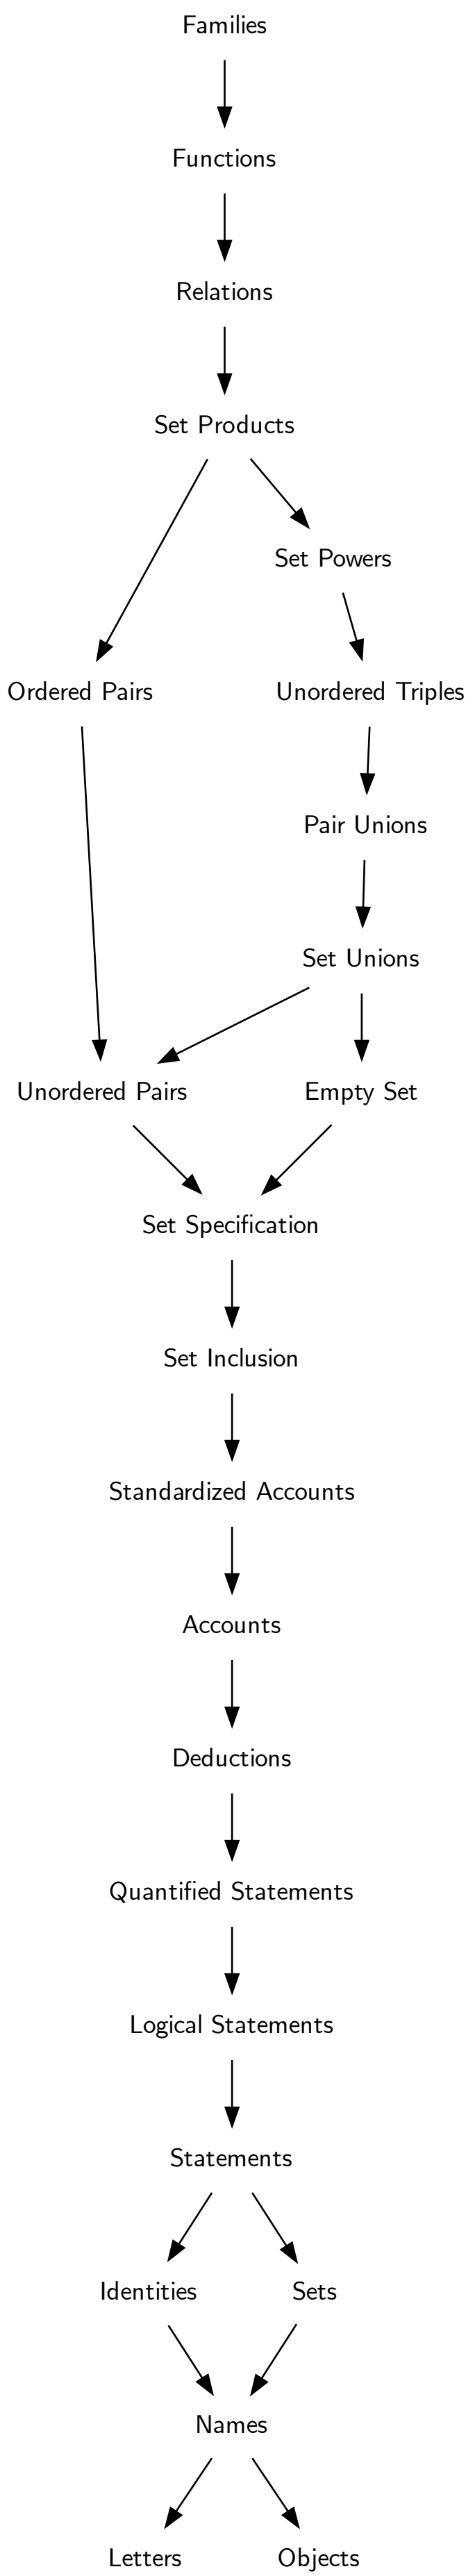 Families
Functions
Relations
Set Products
Set Powers
Ordered Pairs
Unordered Triples
Pair Unions
Set Unions
Unordered Pairs
Empty Set
Set Specification
Set Inclusion
Standardized Accounts
Accounts
Deductions
Quantified Statements
Logical Statements
Statements
Identities
Sets
Names
Letters
Objects